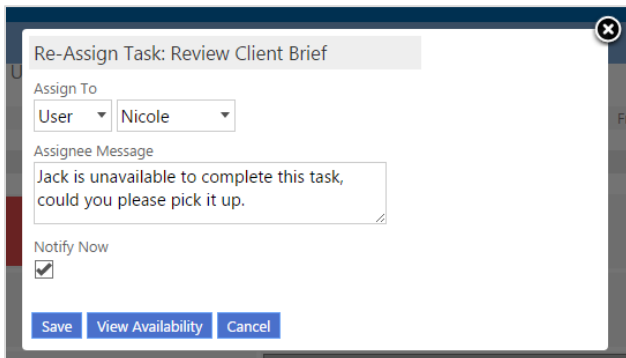 Re-Assign Task: Review Client Brief
Assign To
User Nicole
Assignee Message
Jack is unavailable to complete this task,
could you please pick it up.
Notify Now
Save View Availability Cancel